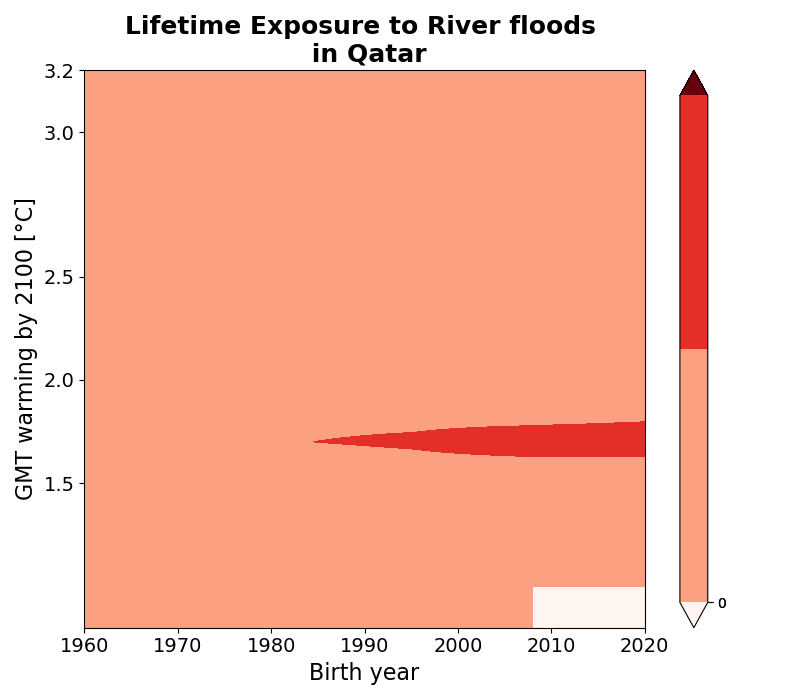 Lifetime Exposure to River floods
in Qatar
GMT warming by 2100 [°C]
3.2
3.0
2.5
2.0
1.5
0
1960 1970 1980 1990 2000 2010 2020
Birth year